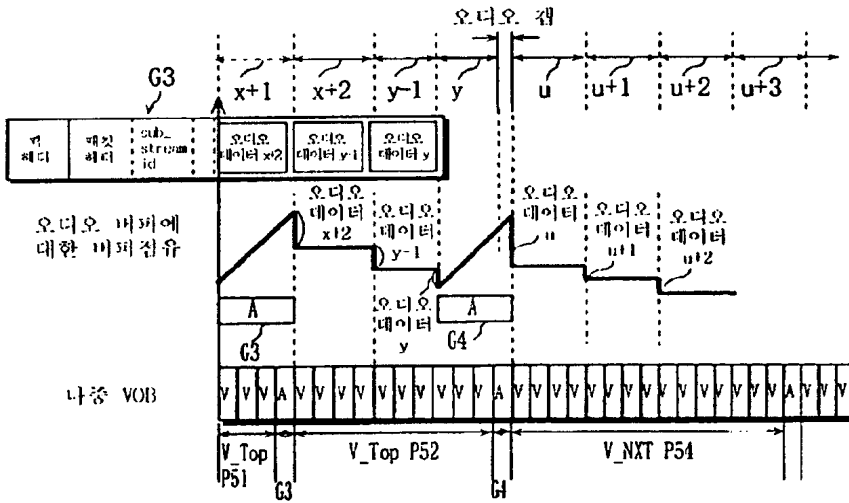 오디오 갭
x+1 x+2 y-1 y u u+1 u+2 u+3
G3
팩 헤더
패킷 헤더
sub_
stream
id
오디오
데이터 x+2
오디오
데이터 y-1
오디오
데이터 y
오디오 버퍼에
대한 버퍼점유
오디오
데이터
x+2
오디오
데이터
y-1
오디오
데이터
y
오디오
데이터
u
오디오
데이터
u+1
오디오
데이터
u+2
A
G3
A
G4
나중 VOB
V V V A V V V V V V V V V V V A V V V V V V V V V V V V V V V A V V V
V_Top
P51
G3
V_Top P52
G4
V_NXT P54